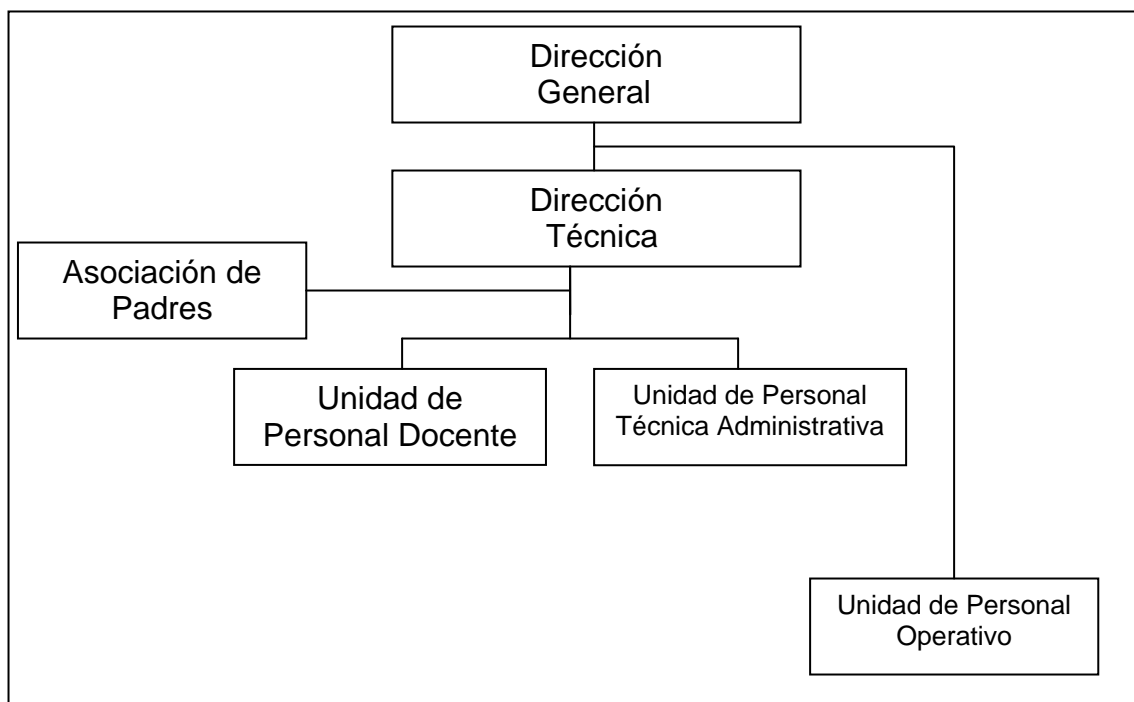 Dirección
General
Dirección
Técnica
Asociación de
Padres
Unidad de
Personal Docente
Unidad de Personal
Técnica Administrativa
Unidad de Personal
Operativo